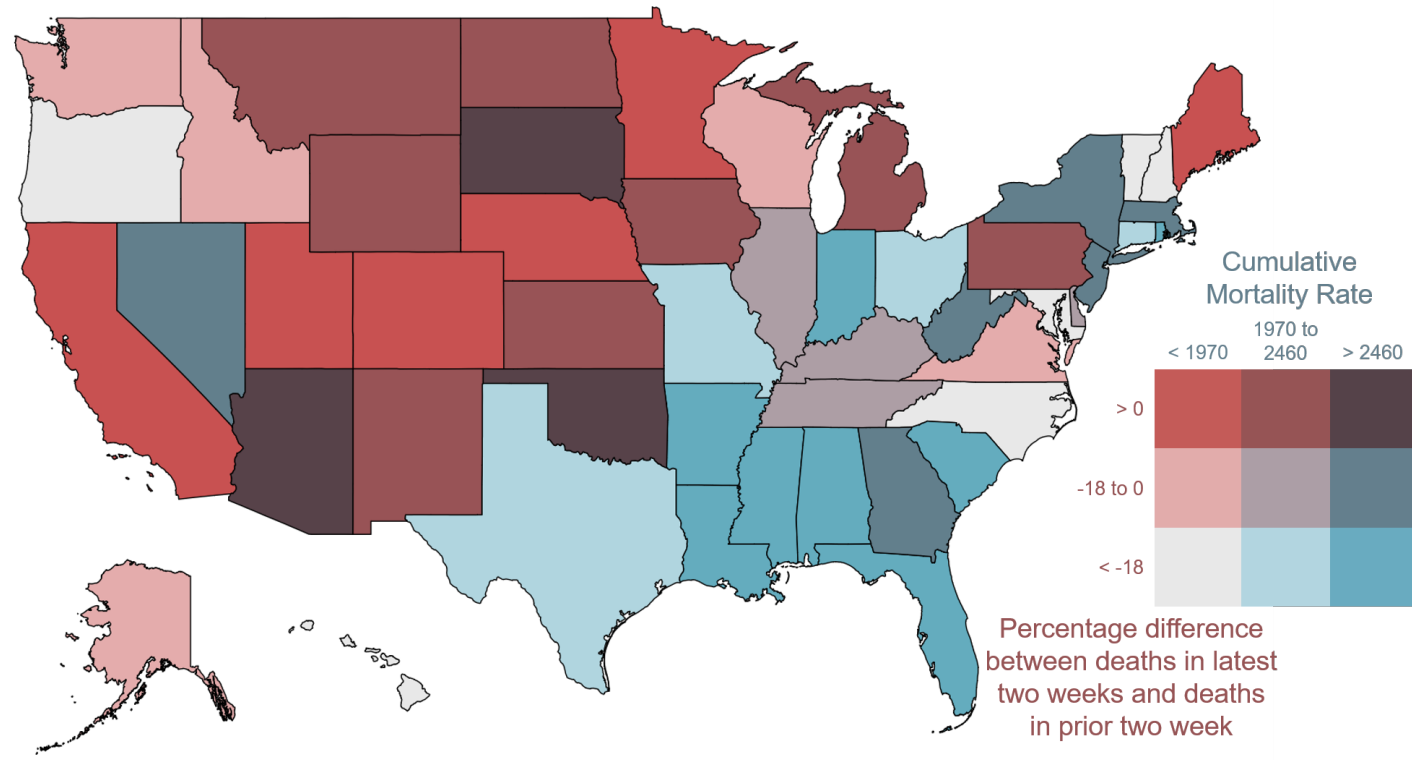 Cumulative
Mortality Rate
1970 to
< 1970 2460 > 2460
> 0
-18 to 0
< -18
Percentage difference
between deaths in latest
two weeks and deaths
in prior two week